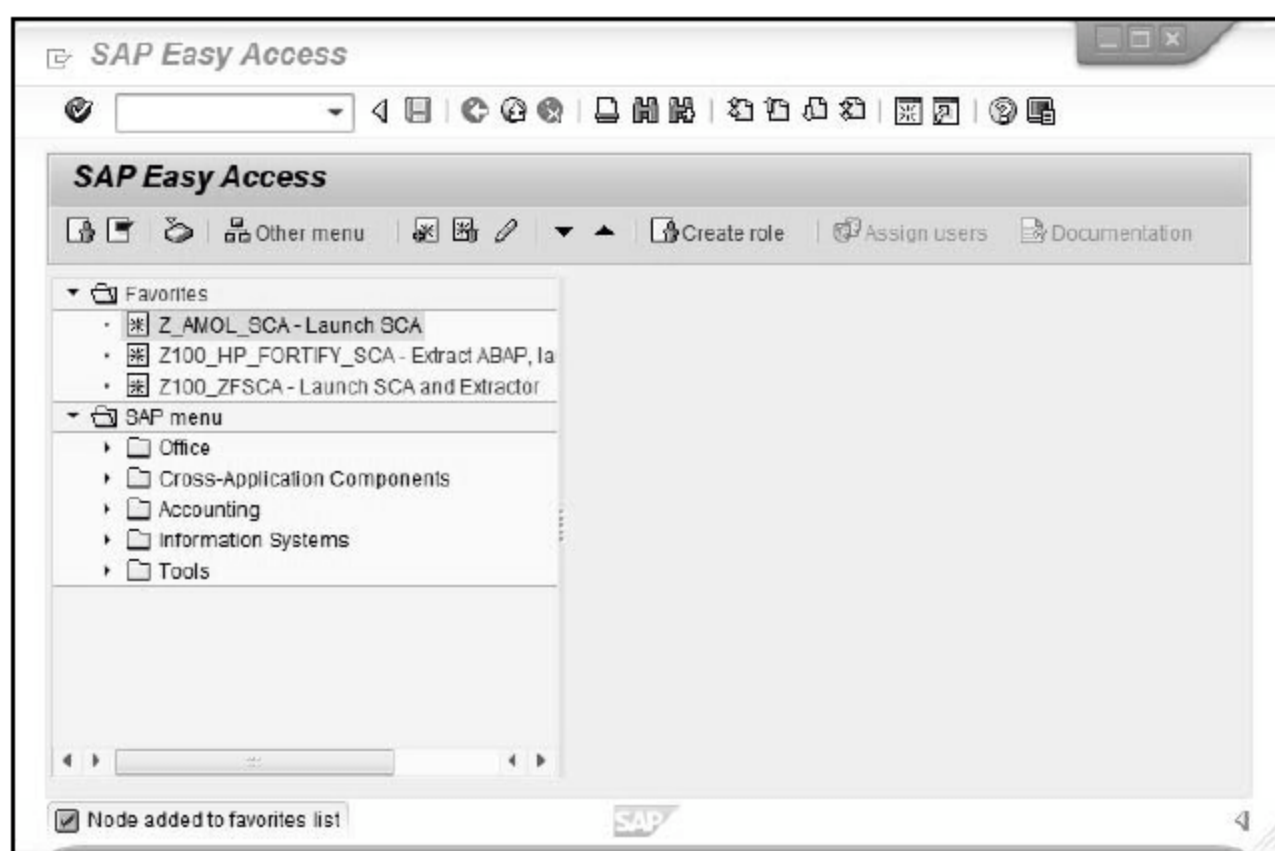 SAP Easy Access
SAP Easy Access
Other menu Create role Assign users Documentation
Favorites
Z_AMOL_SCA - Launch SCA
Z100_HP_FORTIFY_SCA - Extract ABAP, la
Z100_ZFSCA - Launch SCA and Extractor
SAP menu
Office
Cross-Application Components
Accounting
Information Systems
Tools
Node added to favorites list
SAP